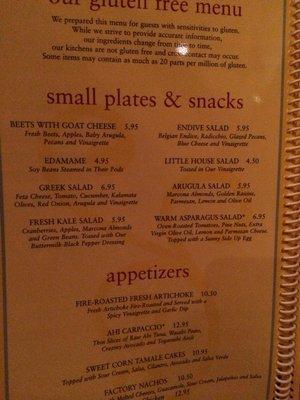 our gluten free menu
We prepared this menu for guests with sensitivities to gluten.
While we strive to provide accurate information,
our ingredients change from time to time,
our kitchens are not gluten free and cross contact may occur.
Some items may contain as much as 20 parts per million of gluten.
small plates & snacks
BEETS WITH GOAT CHEESE 5.95
Fresh Beets, Apples, Baby Arugula,
Pecans and Vinaigrette
EDAMAME 4.95
Soy Beans Steamed in Their Pods
GREEK SALAD 6.95
Feta Cheese, Tomato, Cucumber, Kalamata
Olives, Red Onion, Arugula and Vinaigrette
FRESH KALE SALAD 5.95
Cranberries, Apples, Marcona Almonds
and Green Beans. Tossed with Our
Buttermilk-Black Pepper Dressing
ENDIVE SALAD 5.95
Belgian Endive, Radicchio, Glazed Pecans,
Blue Cheese and Vinaigrette
LITTLE HOUSE SALAD 4.50
Tossed in Our Vinaigrette
ARUGULA SALAD 5.95
Marcona Almonds, Golden Raisins,
Parmesan, Lemon and Olive Oil
WARM ASPARAGUS SALAD* 6.95
Oven-Roasted Tomatoes, Pine Nuts, Extra
Virgin Olive Oil, Lemon and Parmesan Cheese.
Topped with a Sunny Side Up Egg
appetizers
FIRE-ROASTED FRESH ARTICHOKE 10.50
Fresh Artichoke Fire-Roasted and Served with a
Spicy Vinaigrette and Garlic Dip
AHI CARPACCIO* 12.95
Thin Slices of Raw Ahi Tuna, Wasabi Pesto,
Creamy Avocado and Togarashi Aioli
SWEET CORN TAMALE CAKES 10.95
Topped with Sour Cream, Salsa, Cilantro, Avocado and Salsa Verde
FACTORY NACHOS 10.50
Melted Cheeses, Guacamole, Sour Cream, Jalapeños and Salsa
Chicken 12.95